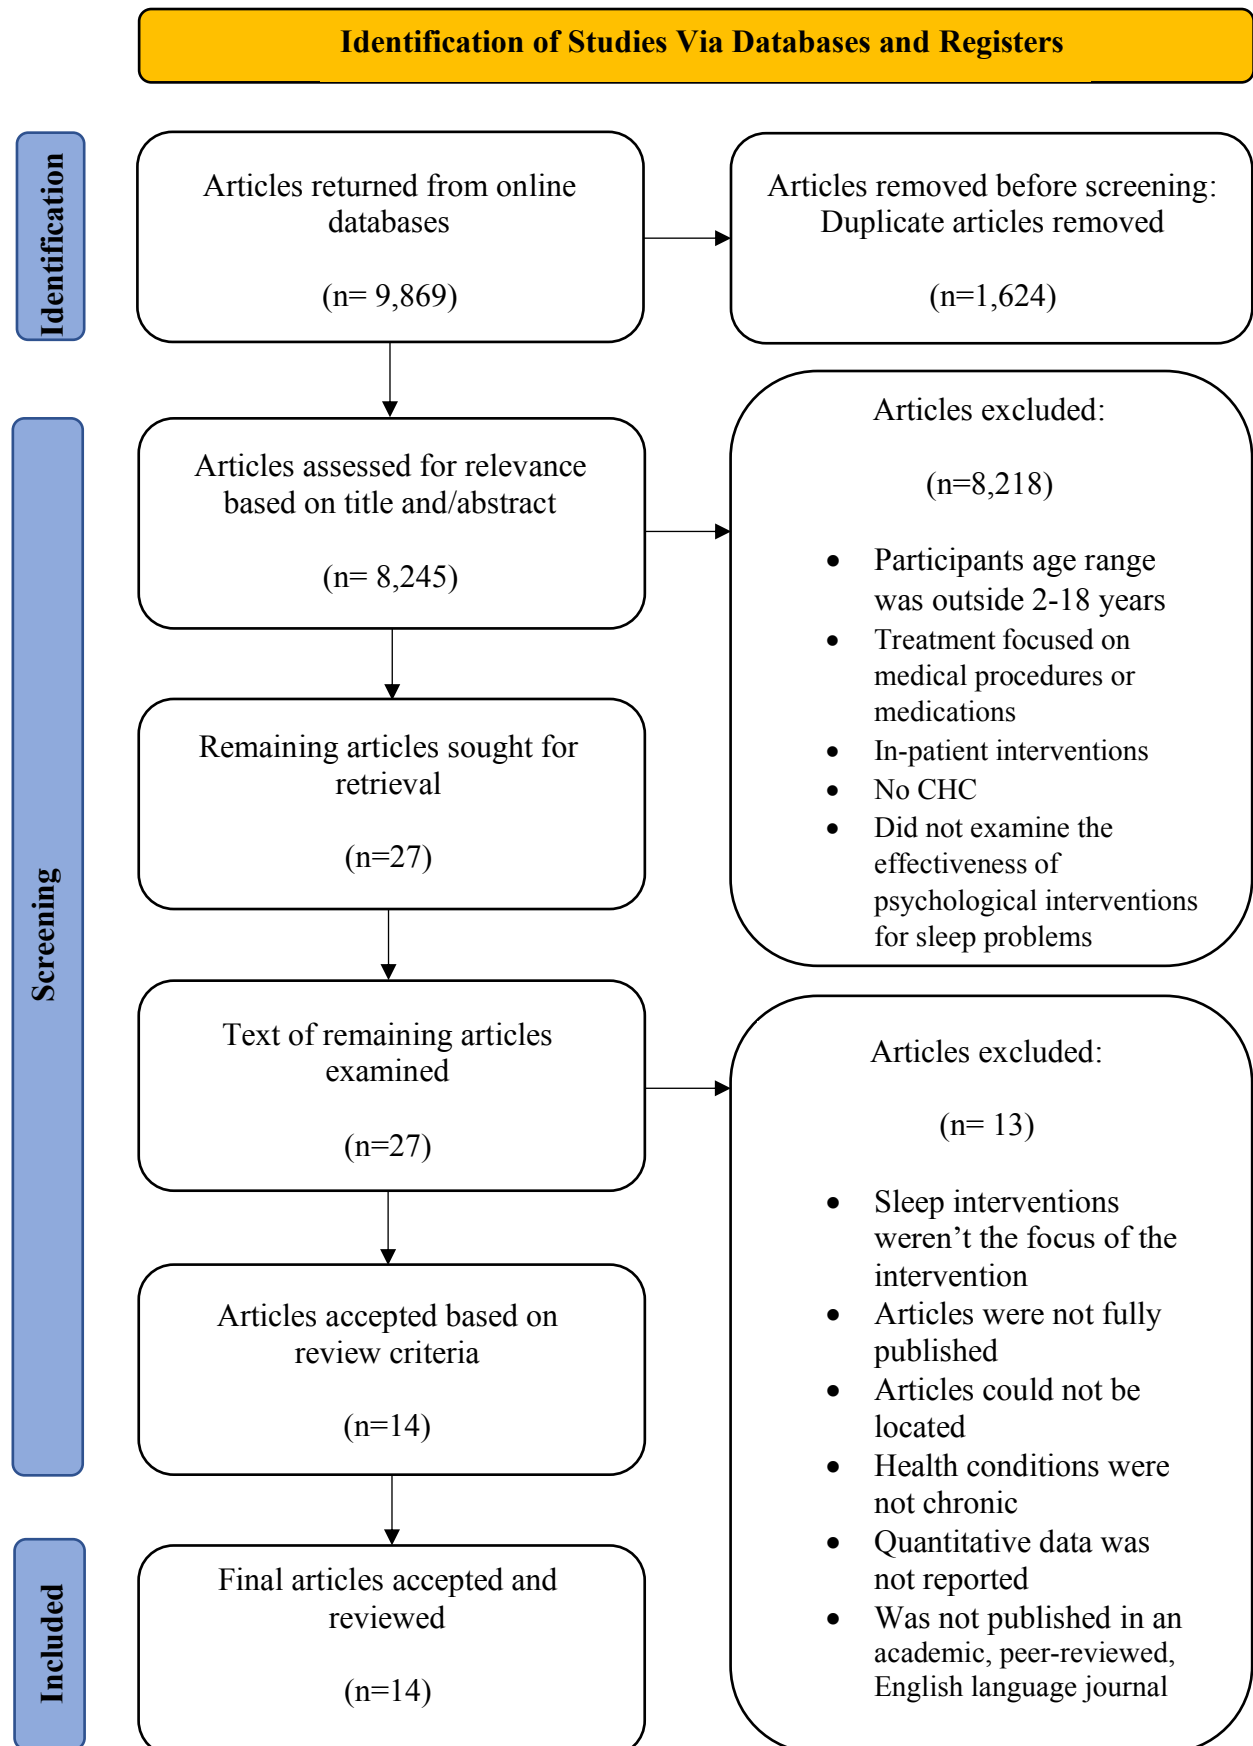 Identification of Studies Via Databases and Registers
Identification
Articles returned from online
databases
(n= 9,869)
Articles removed before screening:
Duplicate articles removed
(n=1,624)
Screening
Articles assessed for relevance
based on title and/abstract
(n= 8,245)
Articles excluded:
(n=8,218)
• Participants age range
was outside 2-18 years
• Treatment focused on
medical procedures or
medications
• In-patient interventions
• No CHC
• Did not examine the
effectiveness of
psychological interventions
for sleep problems
Remaining articles sought for
retrieval
(n=27)
Text of remaining articles
examined
(n=27)
Articles excluded:
(n= 13)
• Sleep interventions
weren’t the focus of the
intervention
• Articles were not fully
published
• Articles could not be
located
• Health conditions were
not chronic
• Quantitative data was
not reported
• Was not published in an
academic, peer-reviewed,
English language journal
Articles accepted based on
review criteria
(n=14)
Included
Final articles accepted and
reviewed
(n=14)